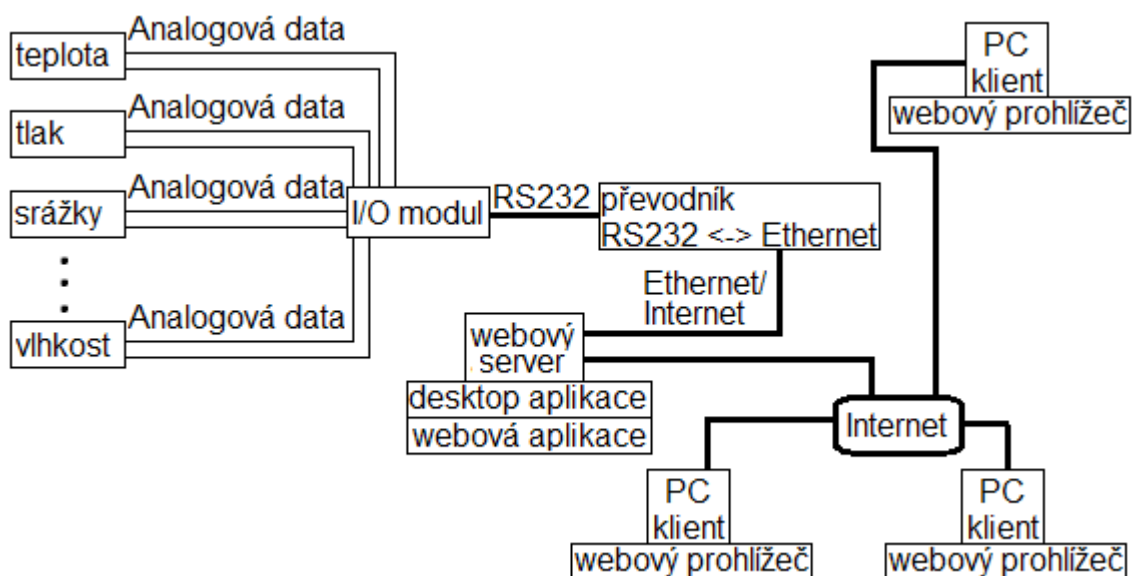 Analogová data
teplota
Analogová data
tlak
Analogová data
srážky
Analogová data
vlhkost
I/O modul
RS232
převodník
RS232 <-> Ethernet
Ethernet/
Internet
webový
server
desktop aplikace
webová aplikace
Internet
PC
klient
webový prohlížeč
PC
klient
webový prohlížeč
PC
klient
webový prohlížeč